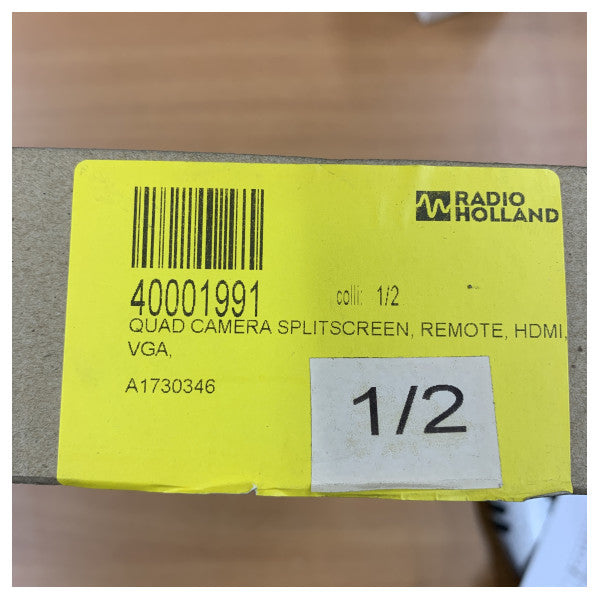 RADIO
HOLLAND
40001991
colli: 1/2
QUAD CAMERA SPLITSCREEN, REMOTE, HDMI,
VGA,
A1730346
1/2